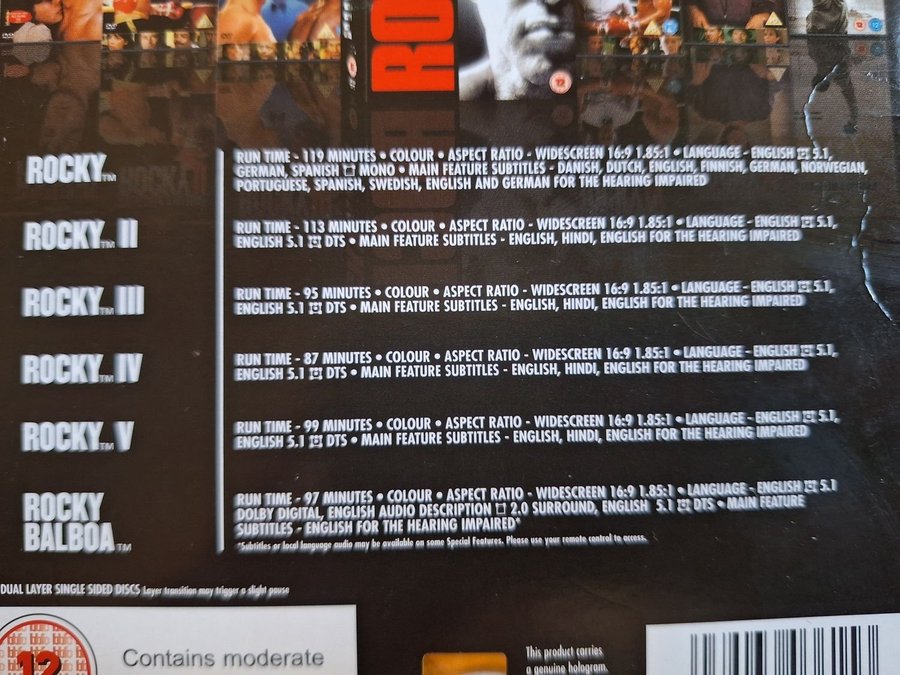 RO
12
ROCKY™
RUN TIME - 119 MINUTES • COLOUR • ASPECT RATIO - WIDESCREEN 16:9 1.85:1 • LANGUAGE - ENGLISH 5.1,
GERMAN, SPANISH MONO • MAIN FEATURE SUBTITLES - DANISH, DUTCH, ENGLISH, FINNISH, GERMAN, NORWEGIAN,
PORTUGUESE, SPANISH, SWEDISH, ENGLISH AND GERMAN FOR THE HEARING IMPAIRED
ROCKY™ II
RUN TIME - 113 MINUTES • COLOUR • ASPECT RATIO - WIDESCREEN 16:9 1.85:1 • LANGUAGE - ENGLISH 5.1,
ENGLISH 5.1 DTS • MAIN FEATURE SUBTITLES - ENGLISH, HINDI, ENGLISH FOR THE HEARING IMPAIRED
ROCKY™ III
RUN TIME - 95 MINUTES • COLOUR • ASPECT RATIO - WIDESCREEN 16:9 1.85:1 • LANGUAGE - ENGLISH 5.1,
ENGLISH 5.1 DTS • MAIN FEATURE SUBTITLES - ENGLISH, HINDI, ENGLISH FOR THE HEARING IMPAIRED
ROCKY™ IV
RUN TIME - 87 MINUTES • COLOUR • ASPECT RATIO - WIDESCREEN 16:9 1.85:1 • LANGUAGE - ENGLISH 5.1,
ENGLISH 5.1 DTS • MAIN FEATURE SUBTITLES - ENGLISH, HINDI, ENGLISH FOR THE HEARING IMPAIRED
ROCKY™ V
RUN TIME - 99 MINUTES • COLOUR • ASPECT RATIO - WIDESCREEN 16:9 1.85:1 • LANGUAGE - ENGLISH 5.1,
ENGLISH 5.1 DTS • MAIN FEATURE SUBTITLES - ENGLISH, HINDI, ENGLISH FOR THE HEARING IMPAIRED
ROCKY
BALBOA™
RUN TIME - 97 MINUTES • COLOUR • ASPECT RATIO - WIDESCREEN 16:9 1.85:1 • LANGUAGE - ENGLISH 5.1
DOLBY DIGITAL, ENGLISH AUDIO DESCRIPTION 2.0 SURROUND, ENGLISH 5.1 DTS • MAIN FEATURE
SUBTITLES - ENGLISH FOR THE HEARING IMPAIRED*
*Subtitles or local language audio may be available on some Special Features. Please use your remote control to access.
DUAL LAYER SINGLE SIDED DISCS Layer transition may trigger a slight pause
12
Contains moderate
This product carries
a genuine hologram.